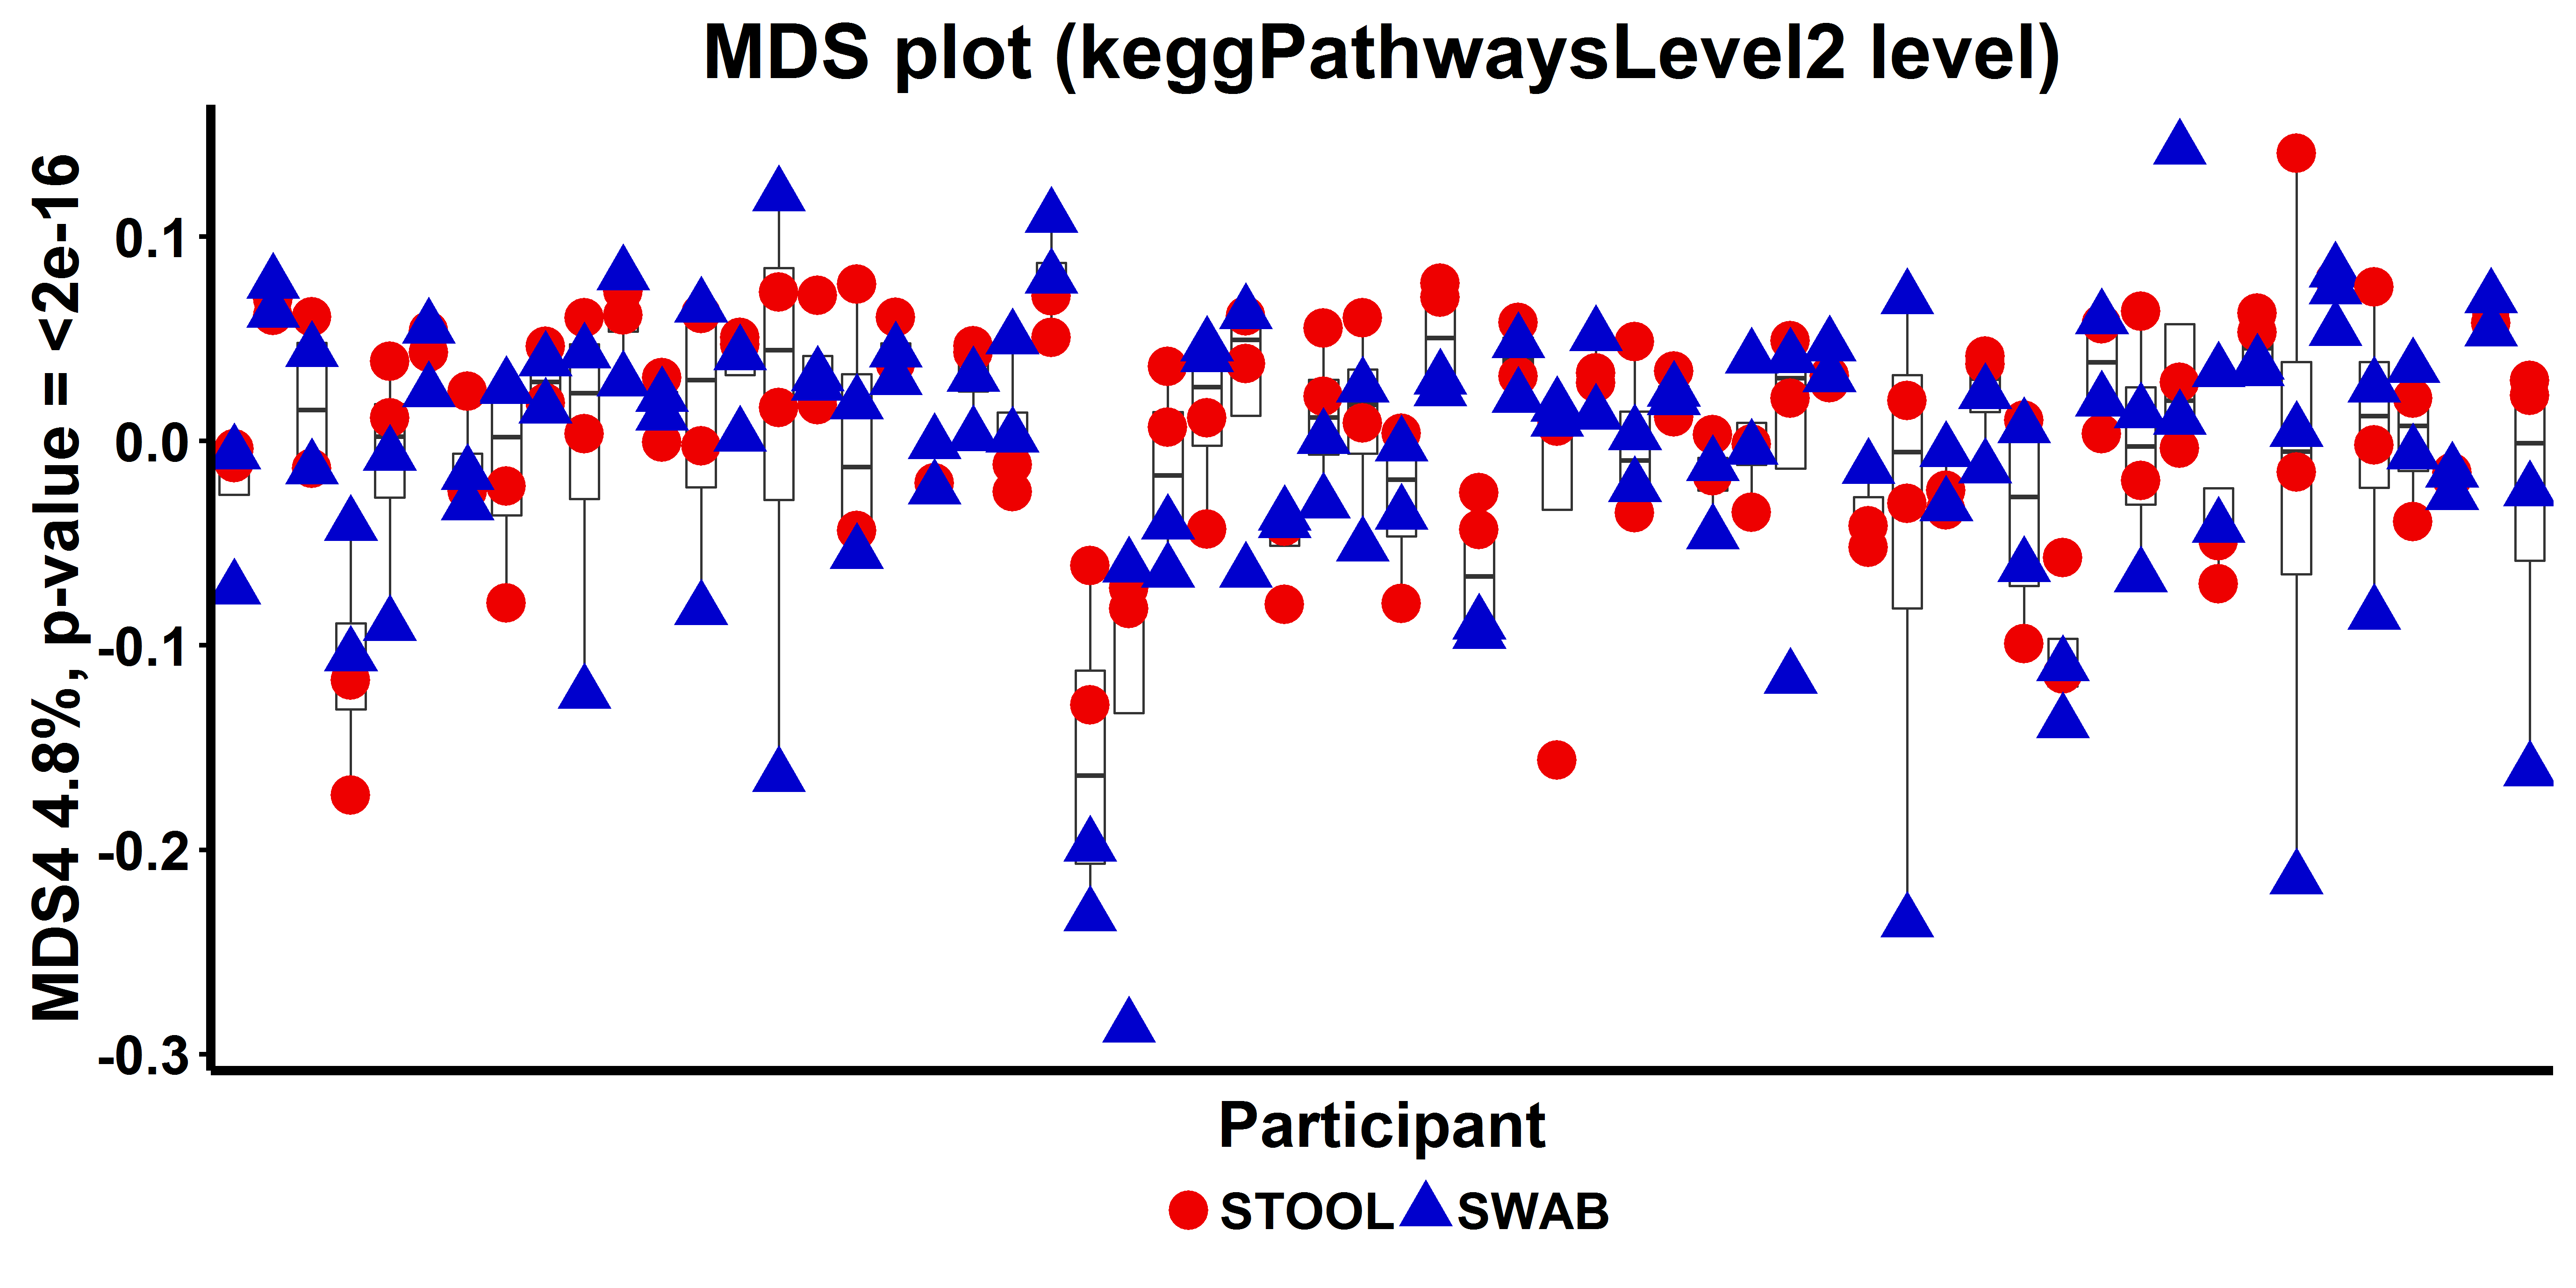 MDS plot (keggPathwaysLevel2 level)
MDS4 4.8%, p-value = <2e-16
0.1
0.0
-0.1
-0.2
-0.3
Participant
STOOL SWAB